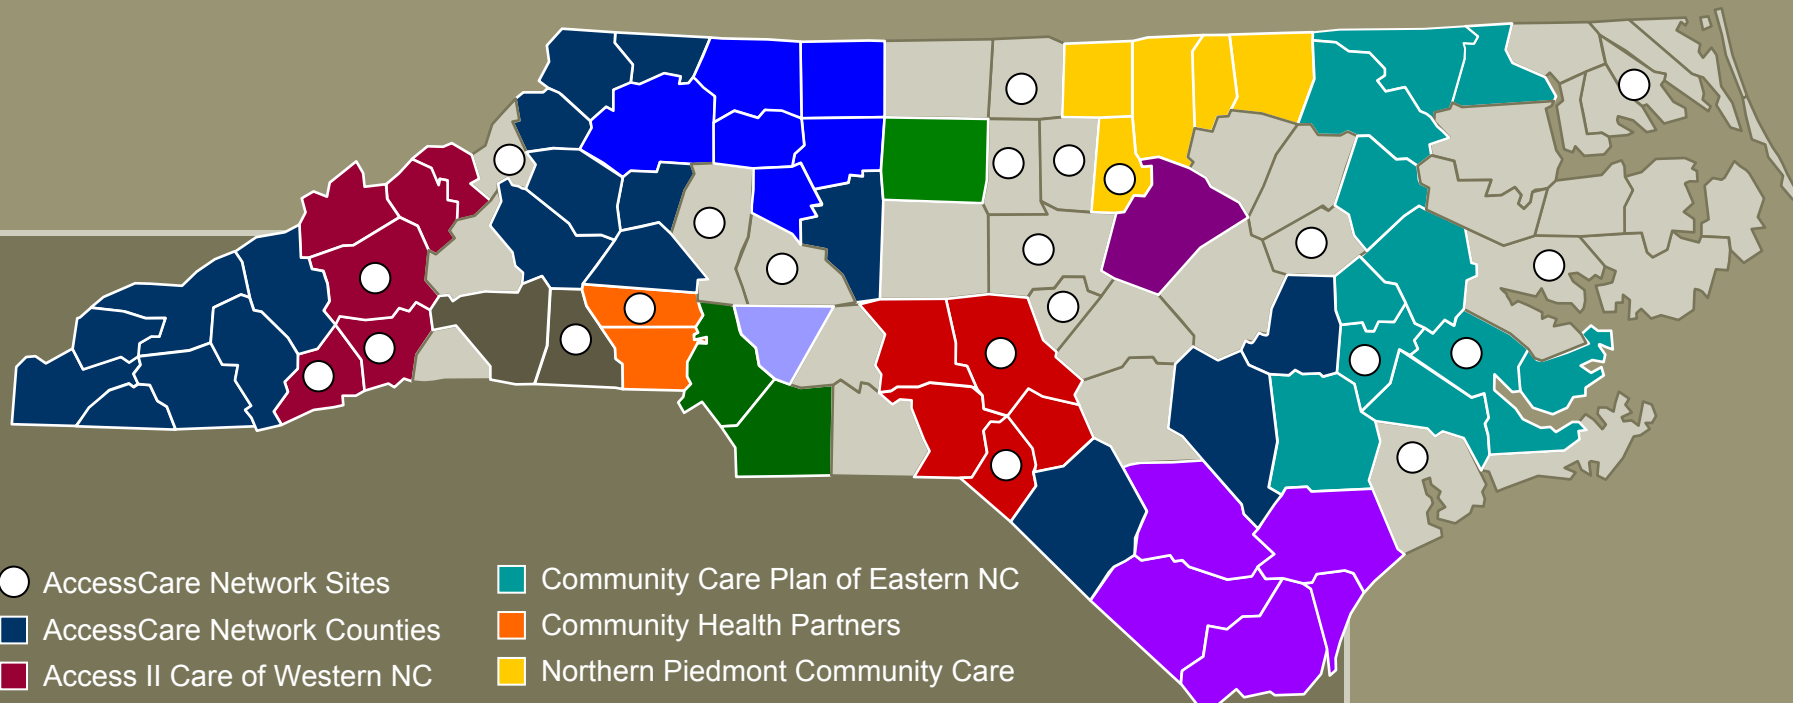 AccessCare Network Sites
AccessCare Network Counties
Access II Care of Western NC
Community Care Plan of Eastern NC
Community Health Partners
Northern Piedmont Community Care